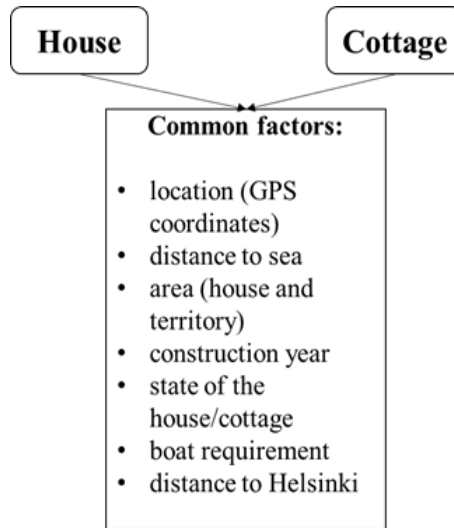 House
Cottage
Common factors:
• location (GPS
coordinates)
• distance to sea
• area (house and
territory)
• construction year
• state of the
house/cottage
• boat requirement
• distance to Helsinki